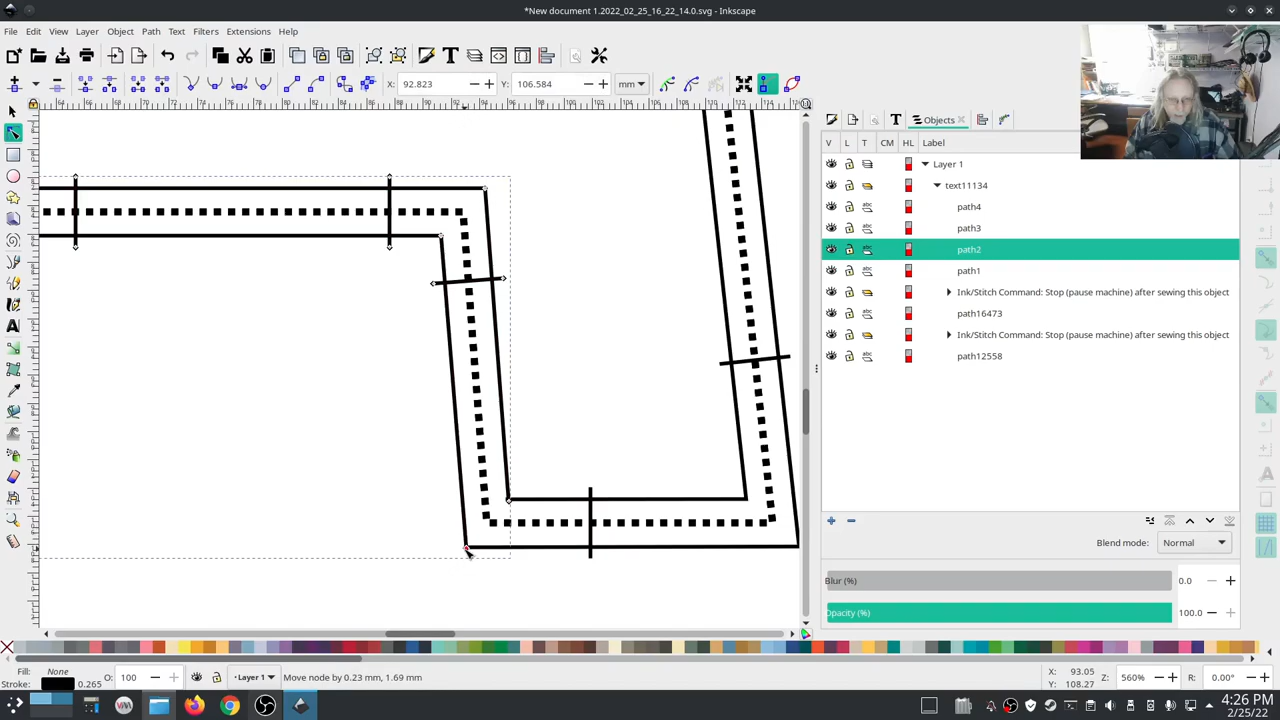 *New document 1.2022_02_25_16_22_14.0.svg - Inkscape
File Edit View Layer Object Path Text Filters Extensions Help
X: 92.823 Y: 106.584 mm
Objects
V L T CM HL Label
Layer 1
text11134
path4
path3
path2
path1
Ink/Stitch Command: Stop (pause machine) after sewing this object
path16473
Ink/Stitch Command: Stop (pause machine) after sewing this object
path12558
Blend mode: Normal
Blur (%) 0.0
Opacity (%) 100.0
Fill: None
Stroke: 0.265
O: 100
Layer 1
Move node by 0.23 mm, 1.69 mm
X: 93.05
Y: 108.27
Z: 560%
R: 0.00°
4:26 PM
2/25/22